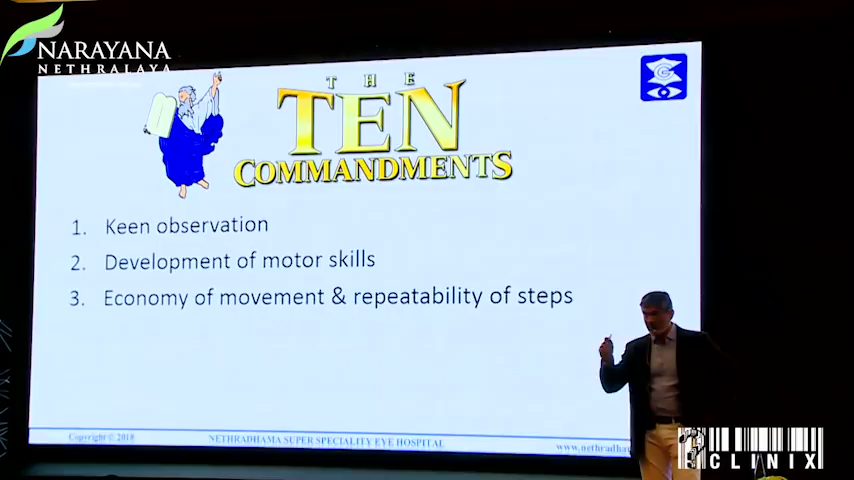 NARAYANA
NETHRALAYA
THE
TEN
COMMANDMENTS
1. Keen observation
2. Development of motor skills
3. Economy of movement & repeatability of steps
Copyright © 2018
NETHRADHAMA SUPER SPECIALITY EYE HOSPITAL
CLINIX